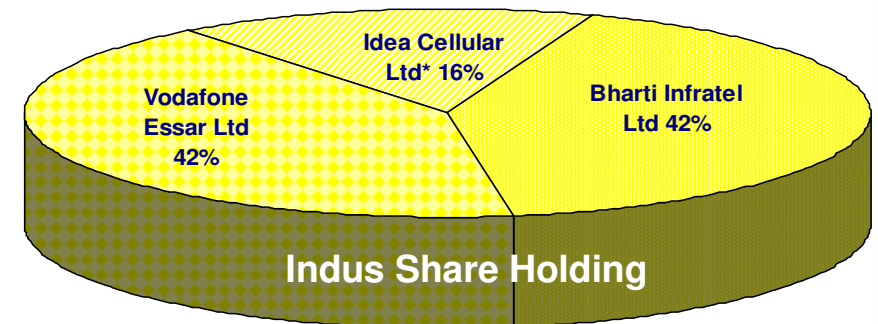 Idea Cellular
Ltd* 16%
Vodafone
Essar Ltd
42%
Bharti Infratel
Ltd 42%
Indus Share Holding